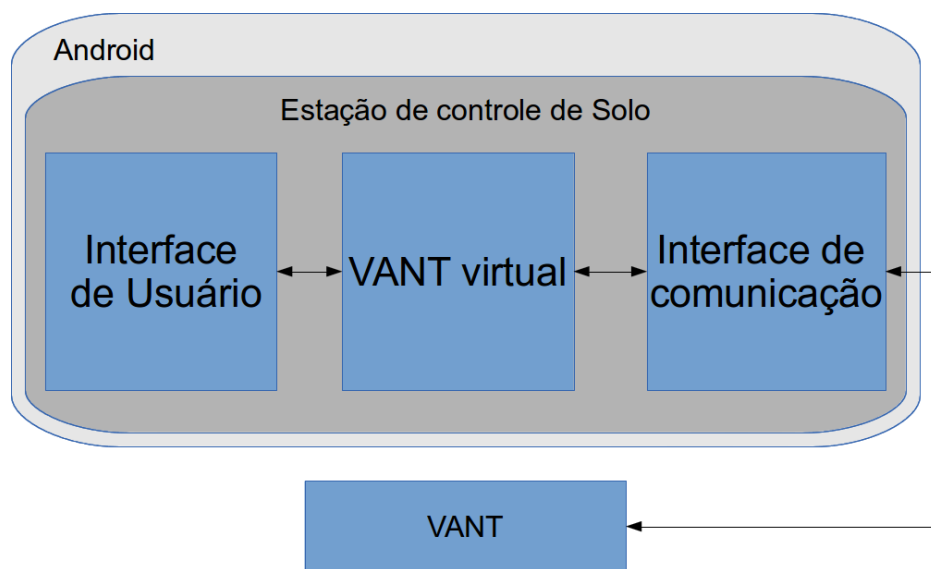 Android
Estação de controle de Solo
Interface
de Usuário
VANT virtual
Interface de
comunicação
VANT